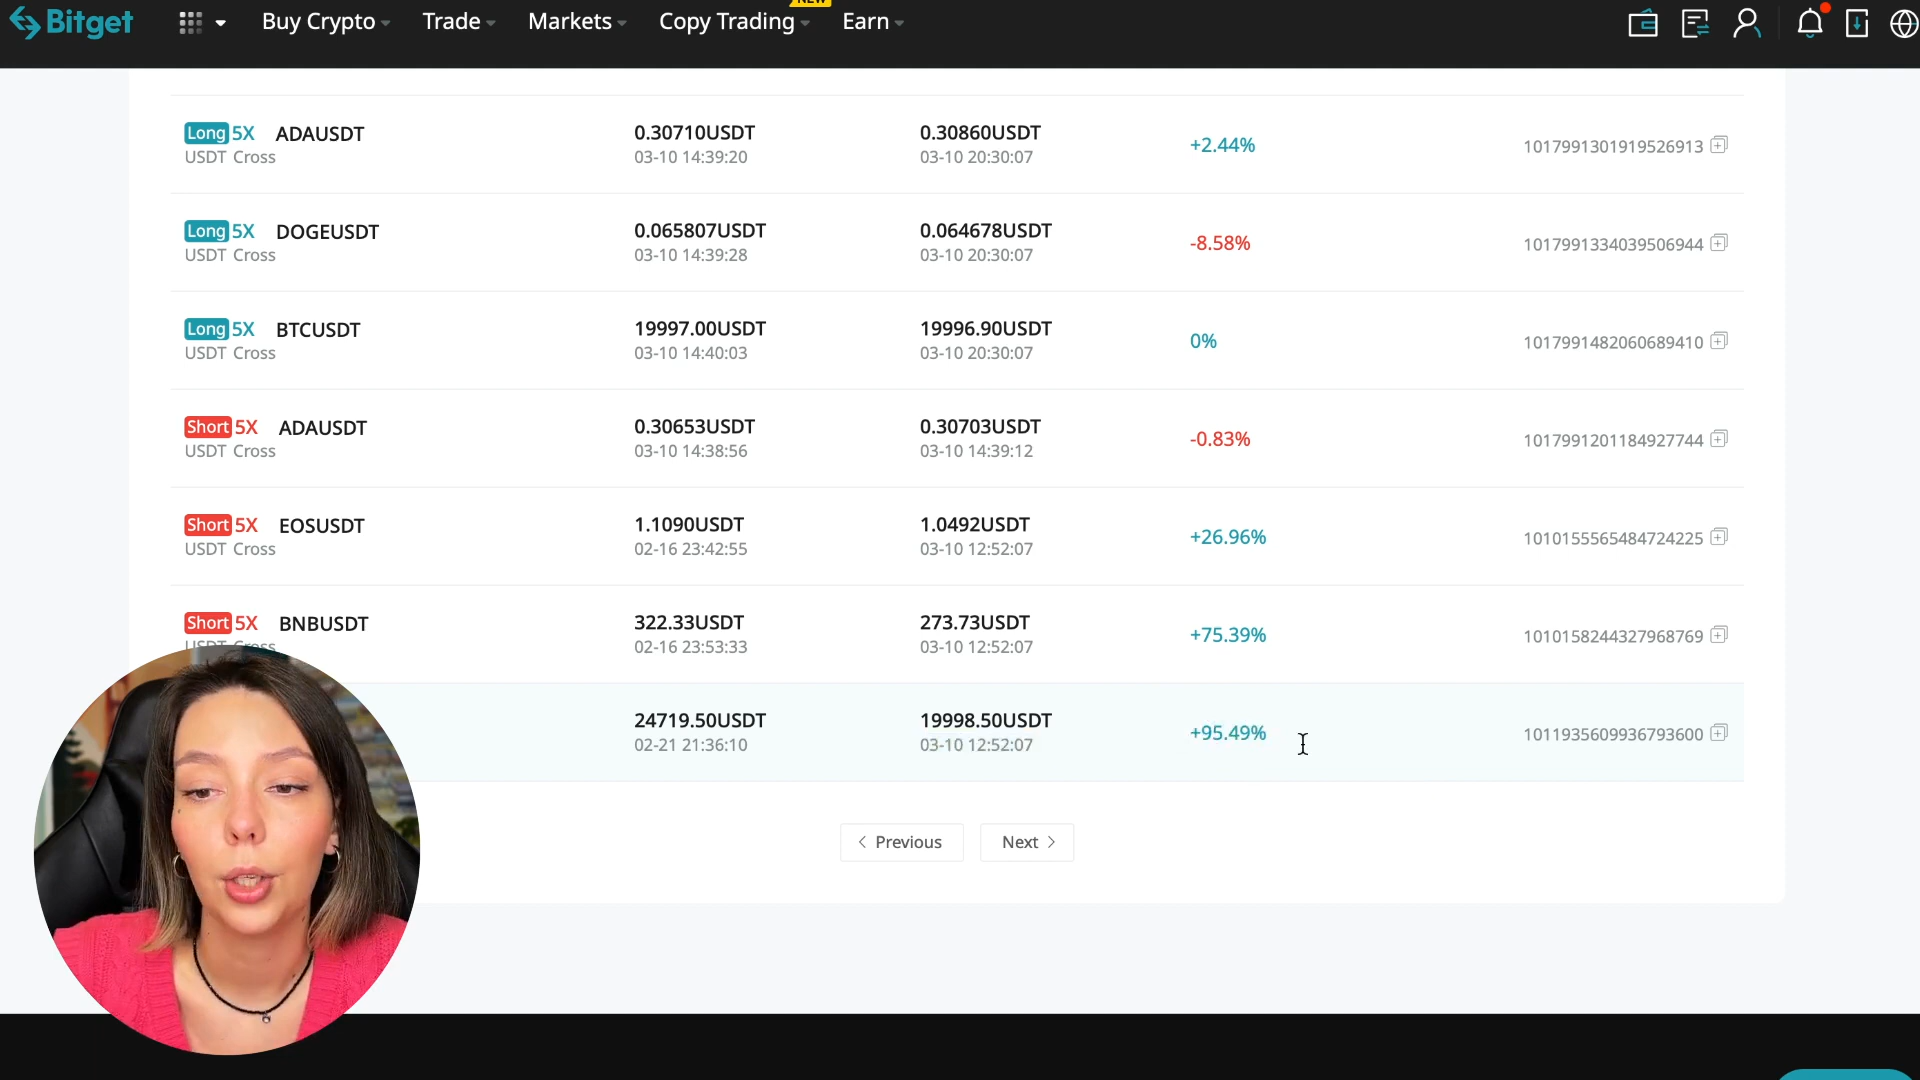 Bitget Buy Crypto Trade Markets Copy Trading NEW Earn
Long 5X ADAUSDT 0.30710USDT 0.30860USDT +2.44% 1017991301919526913
USDT Cross 03-10 14:39:20 03-10 20:30:07
Long 5X DOGEUSDT 0.065807USDT 0.064678USDT -8.58% 1017991334039506944
USDT Cross 03-10 14:39:28 03-10 20:30:07
Long 5X BTCUSDT 19997.00USDT 19996.90USDT 0% 1017991482060689410
USDT Cross 03-10 14:40:03 03-10 20:30:07
Short 5X ADAUSDT 0.30653USDT 0.30703USDT -0.83% 1017991201184927744
USDT Cross 03-10 14:38:56 03-10 14:39:12
Short 5X EOSUSDT 1.1090USDT 1.0492USDT +26.96% 1010155565484724225
USDT Cross 02-16 23:42:55 03-10 12:52:07
Short 5X BNBUSDT 322.33USDT 273.73USDT +75.39% 1010158244327968769
USDT Cross 02-16 23:53:33 03-10 12:52:07
24719.50USDT 19998.50USDT +95.49% 1011935609936793600
02-21 21:36:10 03-10 12:52:07
Previous Next